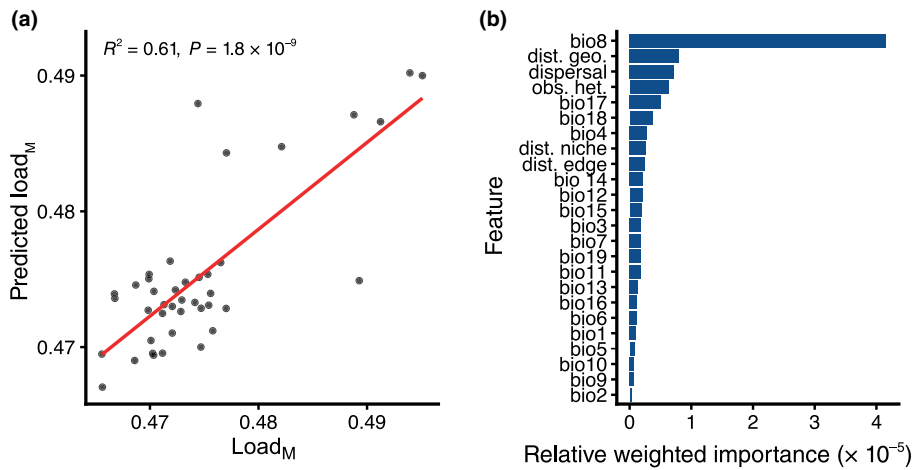 (a)
R² = 0.61, P = 1.8 × 10⁻⁹
0.49
0.48
0.47
Predicted load_M
0.47 0.48 0.49
Load_M
(b)
bio8
dist. geo.
dispersal
obs. het.
bio17
bio18
bio4
dist. niche
dist. edge
bio 14
bio12
bio15
bio3
bio7
bio19
bio11
bio13
bio16
bio6
bio1
bio5
bio10
bio9
bio2
Feature
0 1 2 3 4
Relative weighted importance (× 10⁻⁵)